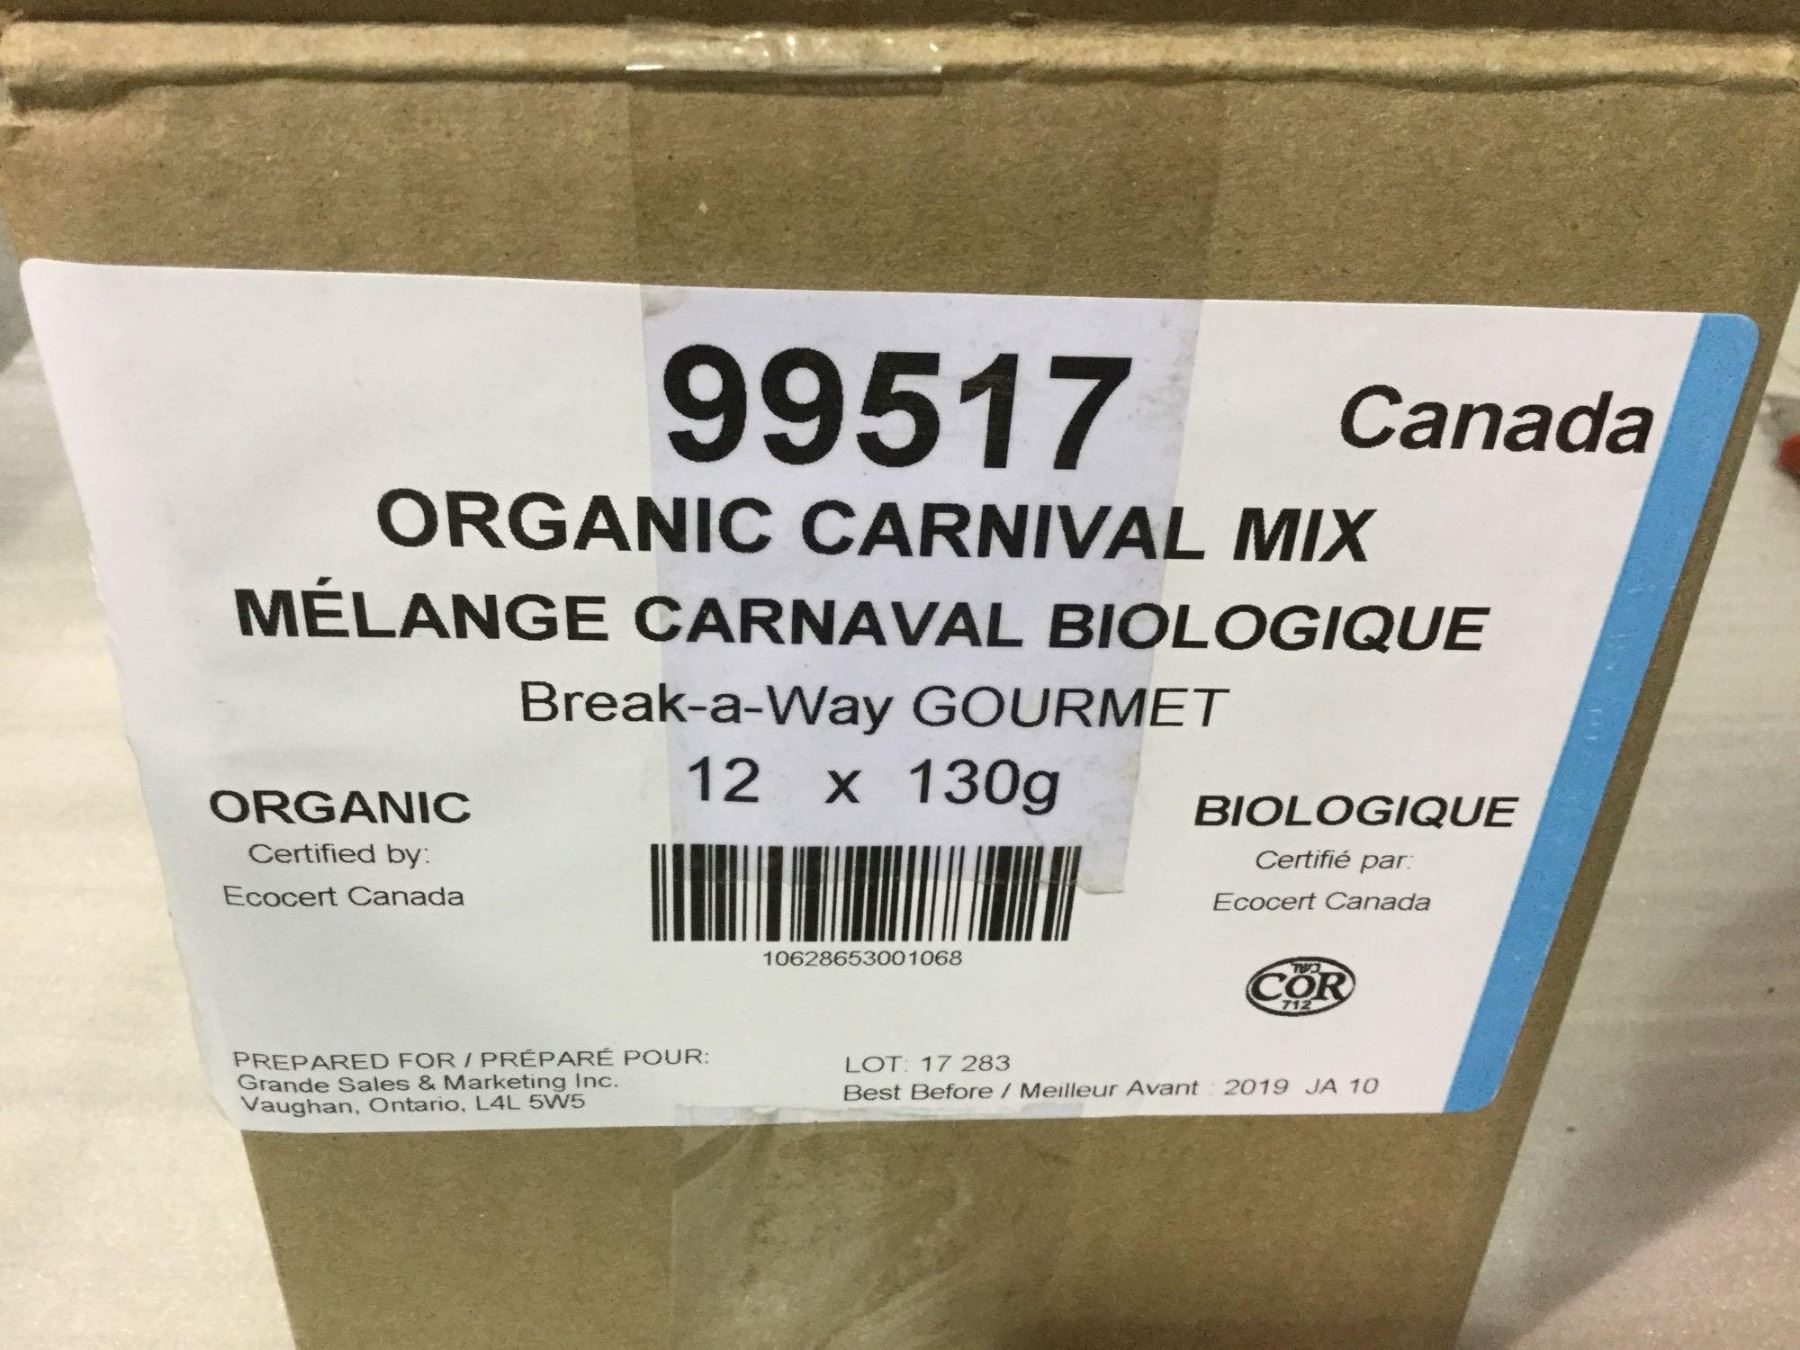 99517
Canada
ORGANIC CARNIVAL MIX
MÉLANGE CARNAVAL BIOLOGIQUE
Break-a-Way GOURMET
12 x 130g
ORGANIC
Certified by:
Ecocert Canada
BIOLOGIQUE
Certifié par:
Ecocert Canada
10628653001068
כשר
COR
712
PREPARED FOR / PRÉPARÉ POUR:
Grande Sales & Marketing Inc.
Vaughan, Ontario, L4L 5W5
LOT: 17 283
Best Before / Meilleur Avant : 2019 JA 10